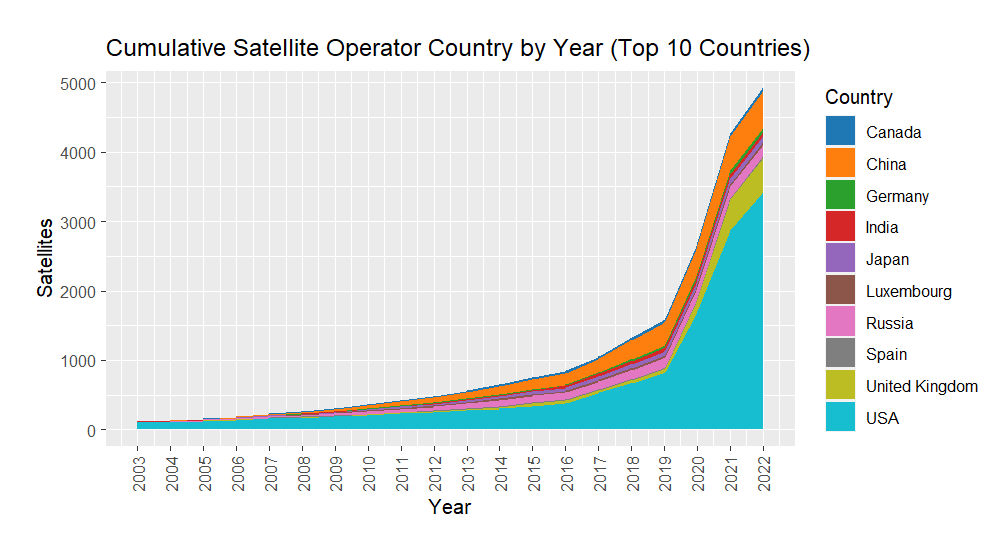 Cumulative Satellite Operator Country by Year (Top 10 Countries)
5000
4000
3000
2000
1000
0
Satellites
2003
2004
2005
2006
2007
2008
2009
2010
2011
2012
2013
2014
2015
2016
2017
2018
2019
2020
2021
2022
Year
Country
Canada
China
Germany
India
Japan
Luxembourg
Russia
Spain
United Kingdom
USA